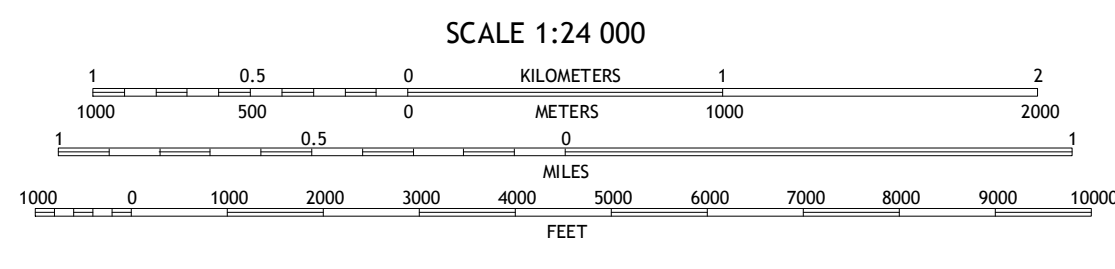 SCALE 1:24 000
1 0.5 0 KILOMETERS 1 2
1000 500 0 METERS 1000 2000
1 0.5 0 1
MILES
1000 0 1000 2000 3000 4000 5000 6000 7000 8000 9000 10000
FEET